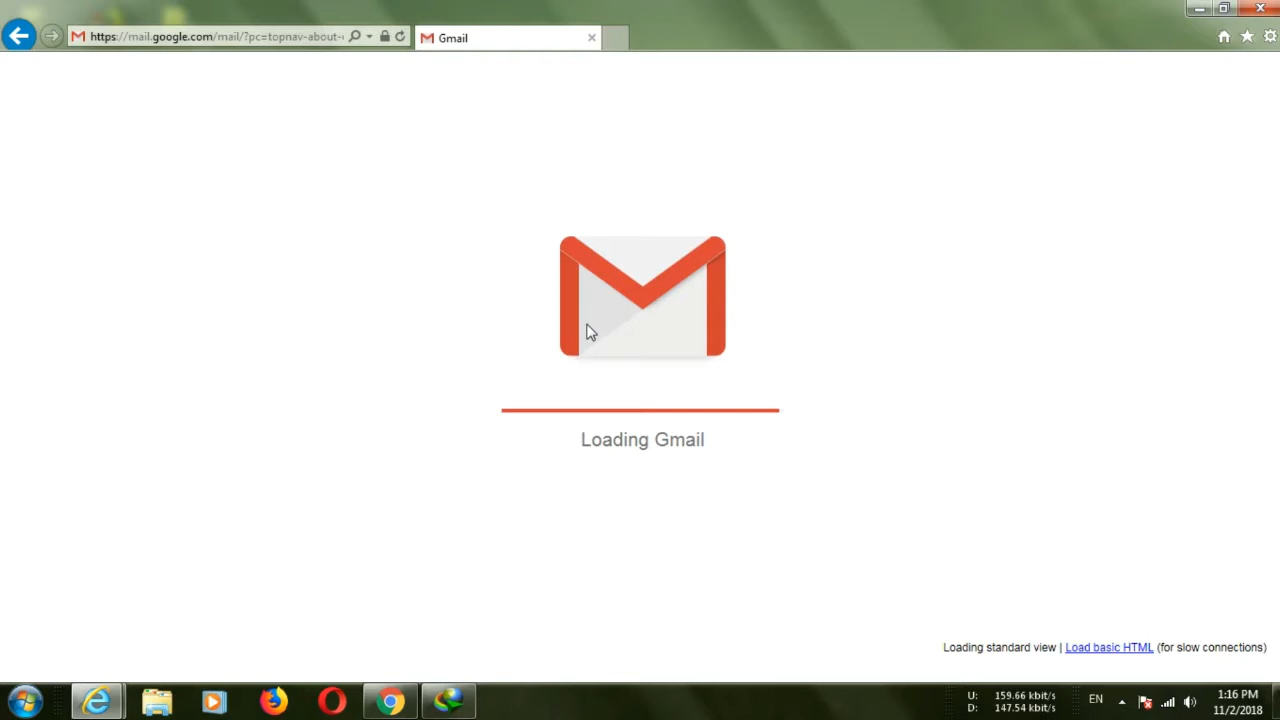 https://mail.google.com/mail/?pc=topnav-about-
Gmail
Loading Gmail
Loading standard view | Load basic HTML (for slow connections)
U: 159.66 kbit/s
D: 147.54 kbit/s
EN
1:16 PM
11/2/2018